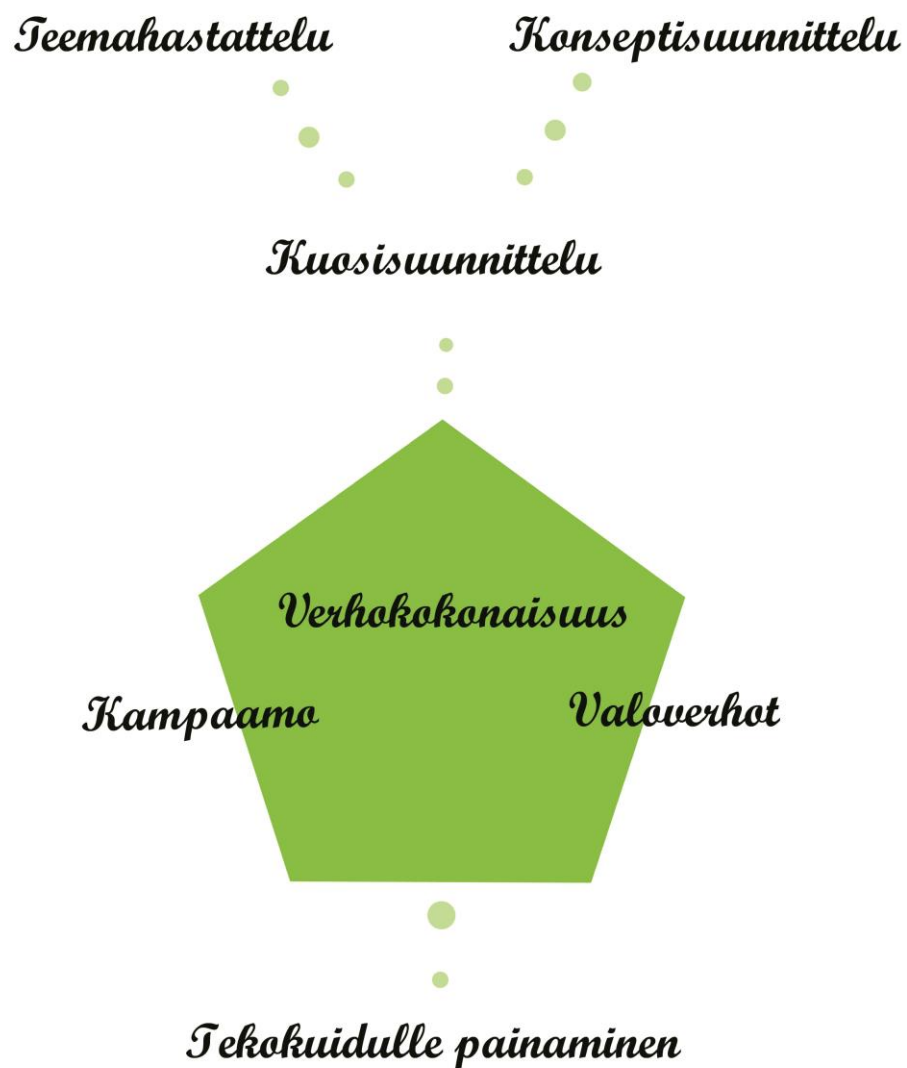 Teemahastattelu
Konseptisuunnittelu
Kuosisuunnittelu
Verhokokonaisuus
Kampaamo
Valoverhot
Tekokuidulle painaminen